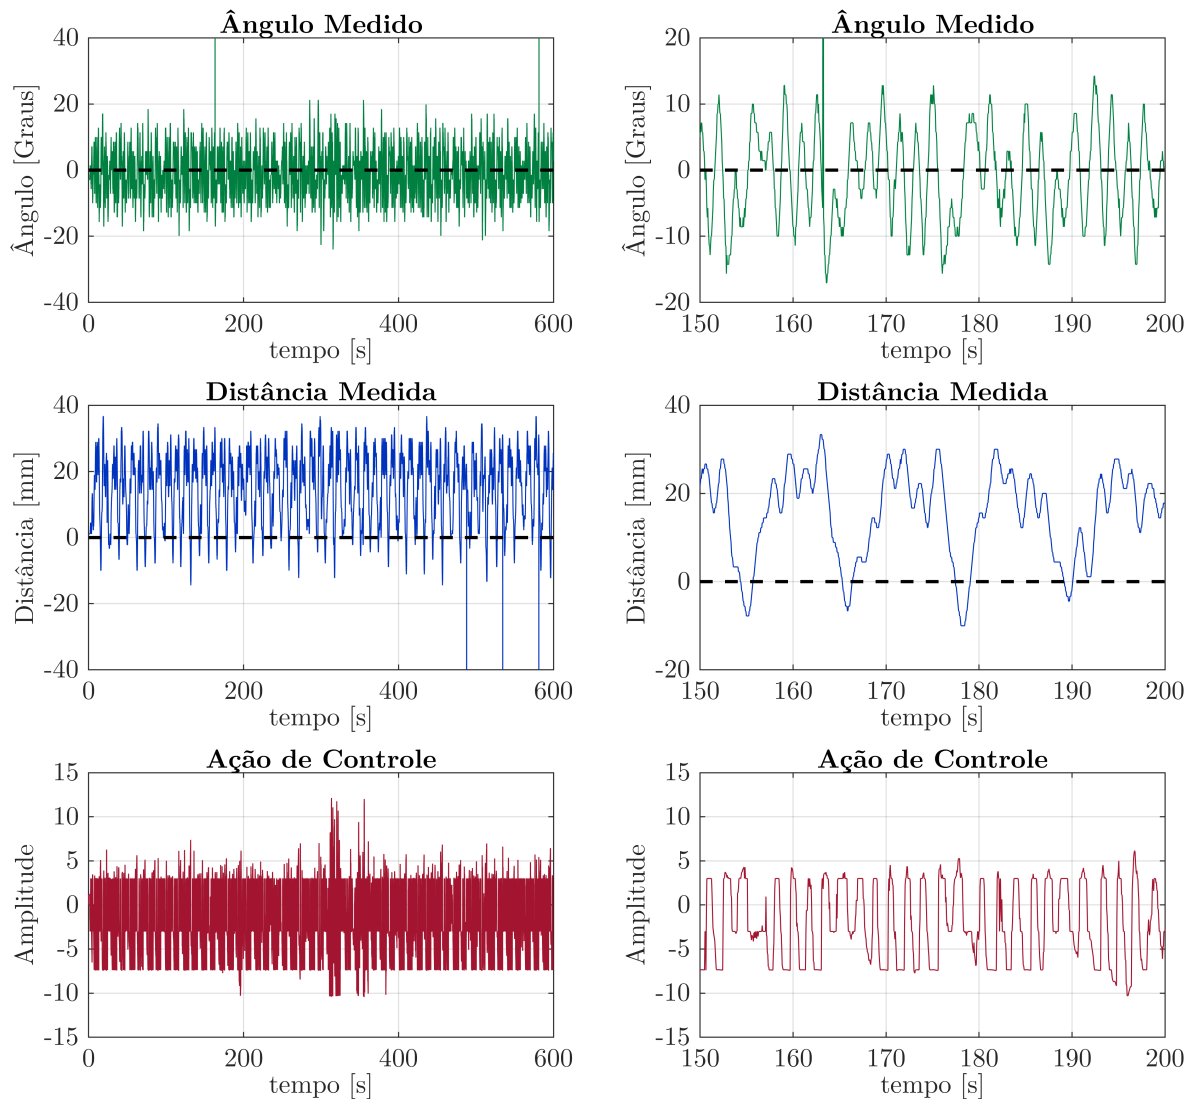 Ângulo Medido
Ângulo [Graus]
40
20
0
-20
-40
0 200 400 600
tempo [s]
Ângulo Medido
Ângulo [Graus]
20
10
0
-10
-20
150 160 170 180 190 200
tempo [s]
Distância Medida
Distância [mm]
40
20
0
-20
-40
0 200 400 600
tempo [s]
Distância Medida
Distância [mm]
40
20
0
-20
150 160 170 180 190 200
tempo [s]
Ação de Controle
Amplitude
15
10
5
0
-5
-10
-15
0 200 400 600
tempo [s]
Ação de Controle
Amplitude
15
10
5
0
-5
-10
-15
150 160 170 180 190 200
tempo [s]